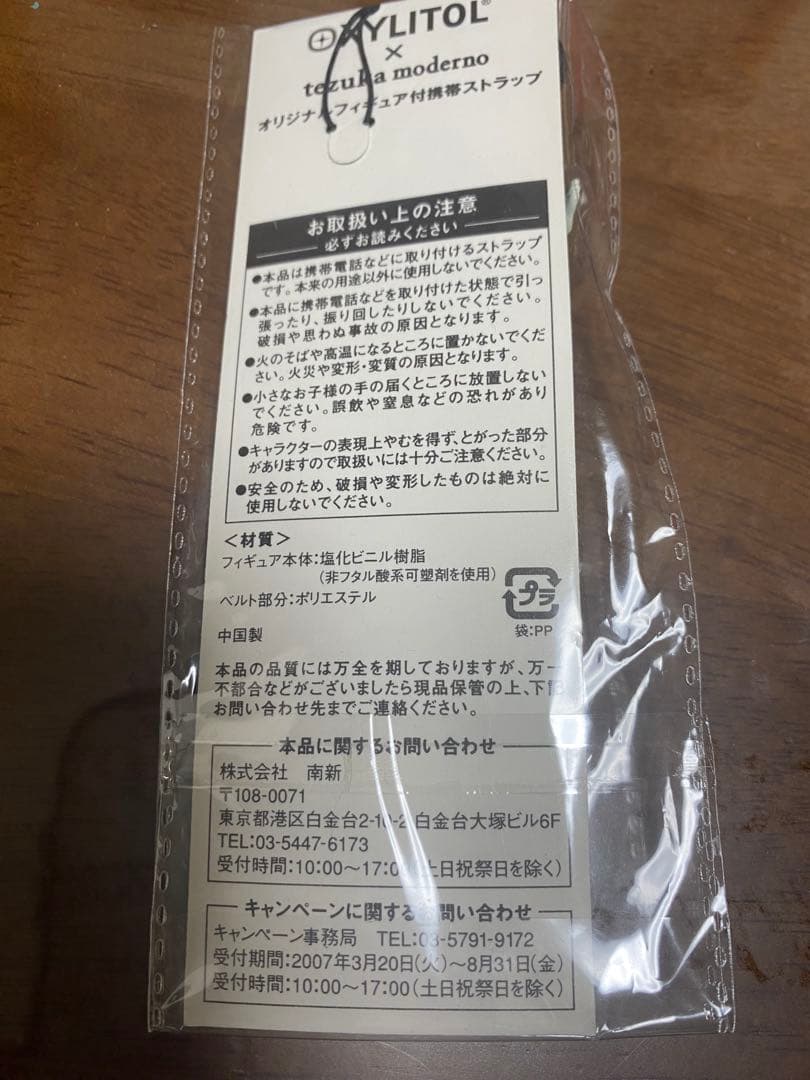 XYLITOL®
×
tezuka moderno
オリジナルフィギュア付携帯ストラップ
お取扱い上の注意
必ずお読みください
●本品は携帯電話などに取り付けるストラップ
です。本来の用途以外に使用しないでください。
●本品に携帯電話などを取り付けた状態で引っ
張ったり、振り回したりしないでください。
破損や思わぬ事故の原因となります。
●火のそばや高温になるところに置かないでくだ
さい。火災や変形・変質の原因となります。
●小さなお子様の手の届くところに放置しない
でください。誤飲や窒息などの恐れがあり
危険です。
●キャラクターの表現上やむを得ず、とがった部分
がありますので取扱いには十分ご注意ください。
●安全のため、破損や変形したものは絶対に
使用しないでください。
＜材質＞
フィギュア本体:塩化ビニル樹脂
(非フタル酸系可塑剤を使用)
ベルト部分:ポリエステル
プラ
袋:PP
中国製
本品の品質には万全を期しておりますが、万一
不都合などがございましたら現品保管の上、下記
お問い合わせ先までご連絡ください。
本品に関するお問い合わせ
株式会社 南新
〒108-0071
東京都港区白金台2-10-2 白金台大塚ビル6F
TEL:03-5447-6173
受付時間:10:00～17:00(土日祝祭日を除く)
キャンペーンに関するお問い合わせ
キャンペーン事務局 TEL:03-5791-9172
受付期間:2007年3月20日(火)～8月31日(金)
受付時間:10:00～17:00(土日祝祭日を除く)